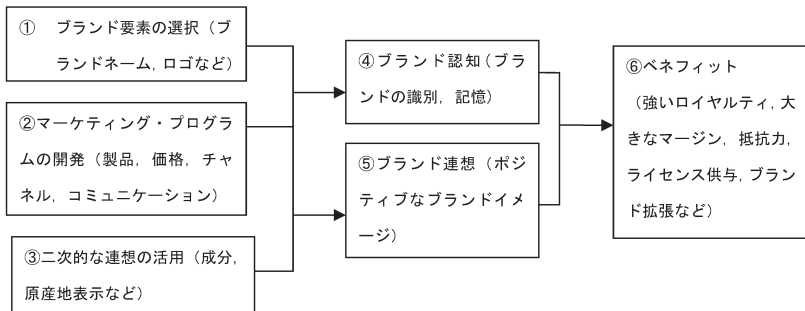 ① ブランド要素の選択（ブ
ランドネーム，ロゴなど）
②マーケティング・プログラ
ムの開発（製品，価格，チャ
ネル，コミュニケーション）
③二次的な連想の活用（成分，
原産地表示など）
④ブランド認知（ブラ
ンドの識別，記憶）
⑤ブランド連想（ポジ
ティブなブランドイメ
ージ）
⑥ベネフィット
（強いロイヤルティ，大
きなマージン，抵抗力，
ライセンス供与，ブラン
ド拡張など）